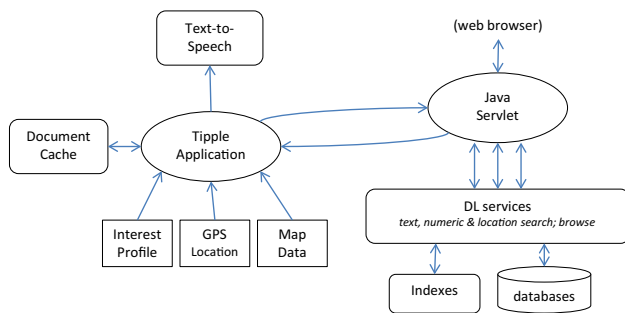 Text-to-
Speech
(web browser)
Java
Servlet
Document
Cache
Tipple
Application
DL services
text, numeric & location search; browse
Interest
Profile
GPS
Location
Map
Data
Indexes
databases